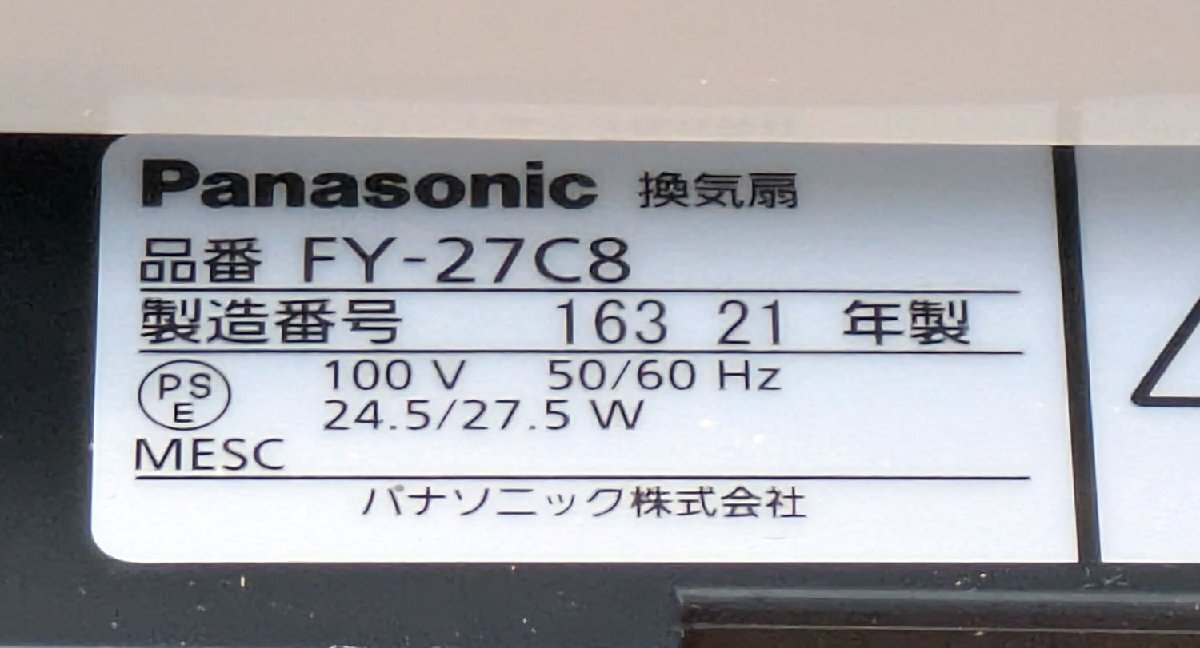 Panasonic 換気扇
品番 FY-27C8
製造番号 163 21 年製
PSE 100 V 50/60 Hz
24.5/27.5 W
MESC
パナソニック株式会社